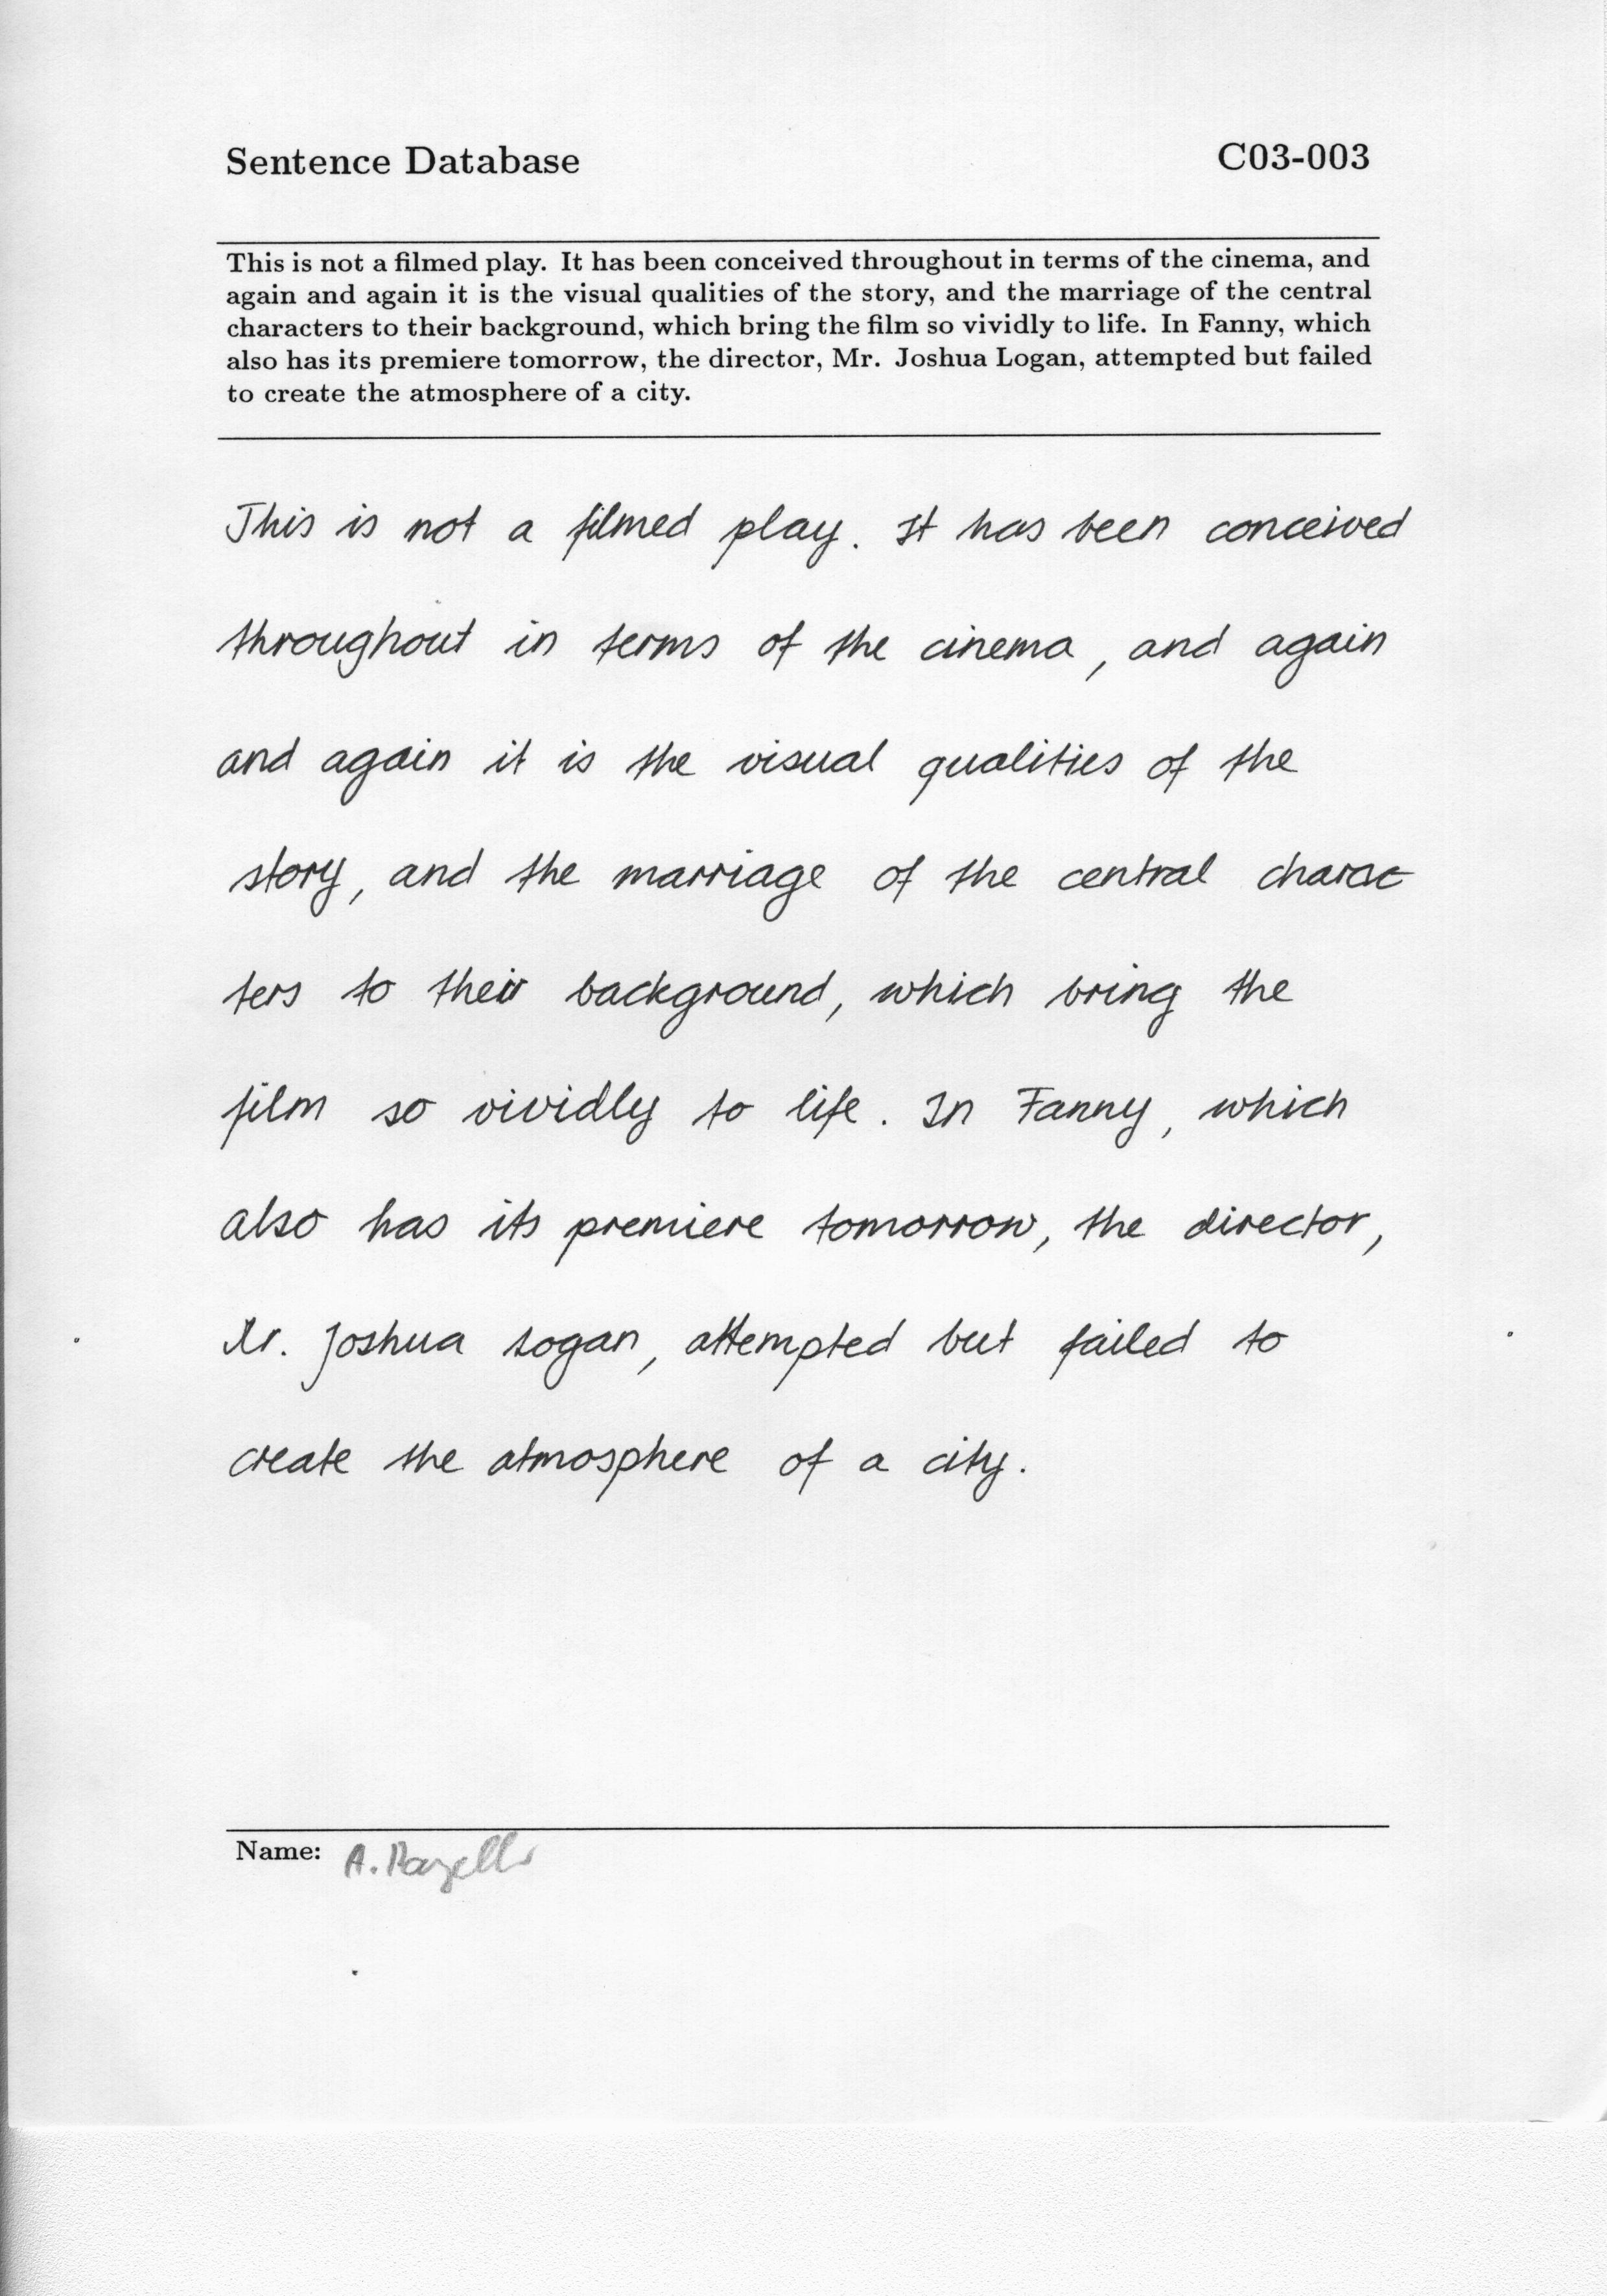 Sentence Database C03-003
This is not a filmed play. It has been conceived throughout in terms of the cinema, and
again and again it is the visual qualities of the story, and the marriage of the central
characters to their background, which bring the film so vividly to life. In Fanny, which
also has its premiere tomorrow, the director, Mr. Joshua Logan, attempted but failed
to create the atmosphere of a city.
This is not a filmed play. It has been conceived
throughout in terms of the cinema, and again
and again it is the visual qualities of the
story, and the marriage of the central charac
ters to their background, which bring the
film so vividly to life. In Fanny, which
also has its premiere tomorrow, the director,
Mr. Joshua Logan, attempted but failed to
create the atmosphere of a city.
Name: A.